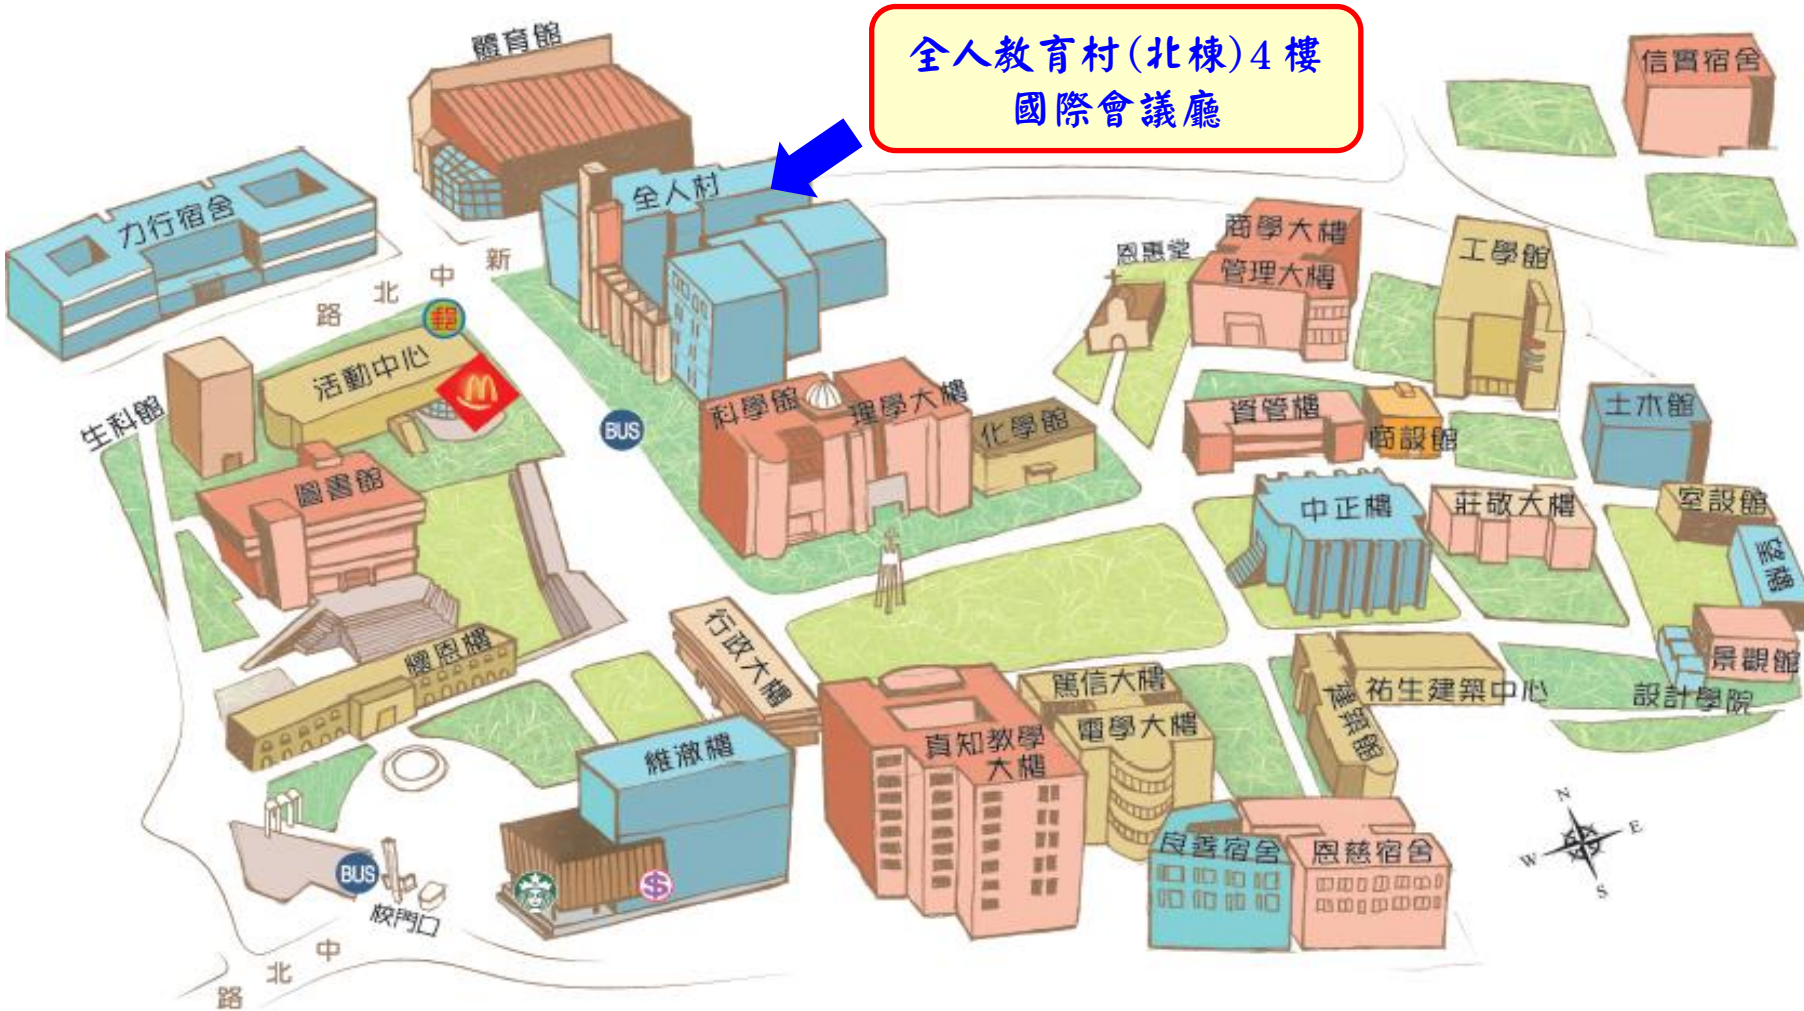 全人教育村(北棟)4 樓
國際會議廳
體育館
信實宿舍
全人村
力行宿舍
新中北路
商學大樓
恩惠堂
管理大樓
工學館
郵
活動中心
生科館
BUS
科學館
理學大樓
化學館
資管樓
商設館
土木館
圖書館
中正樓
莊敬大樓
室設館
望樓
行政大樓
懷恩樓
景觀館
設計學院
篤信大樓
祐生建築中心
建築館
維澈樓
真知教學
大樓
電學大樓
良善宿舍
恩慈宿舍
N
E
W
S
BUS
$
校門口
中北路